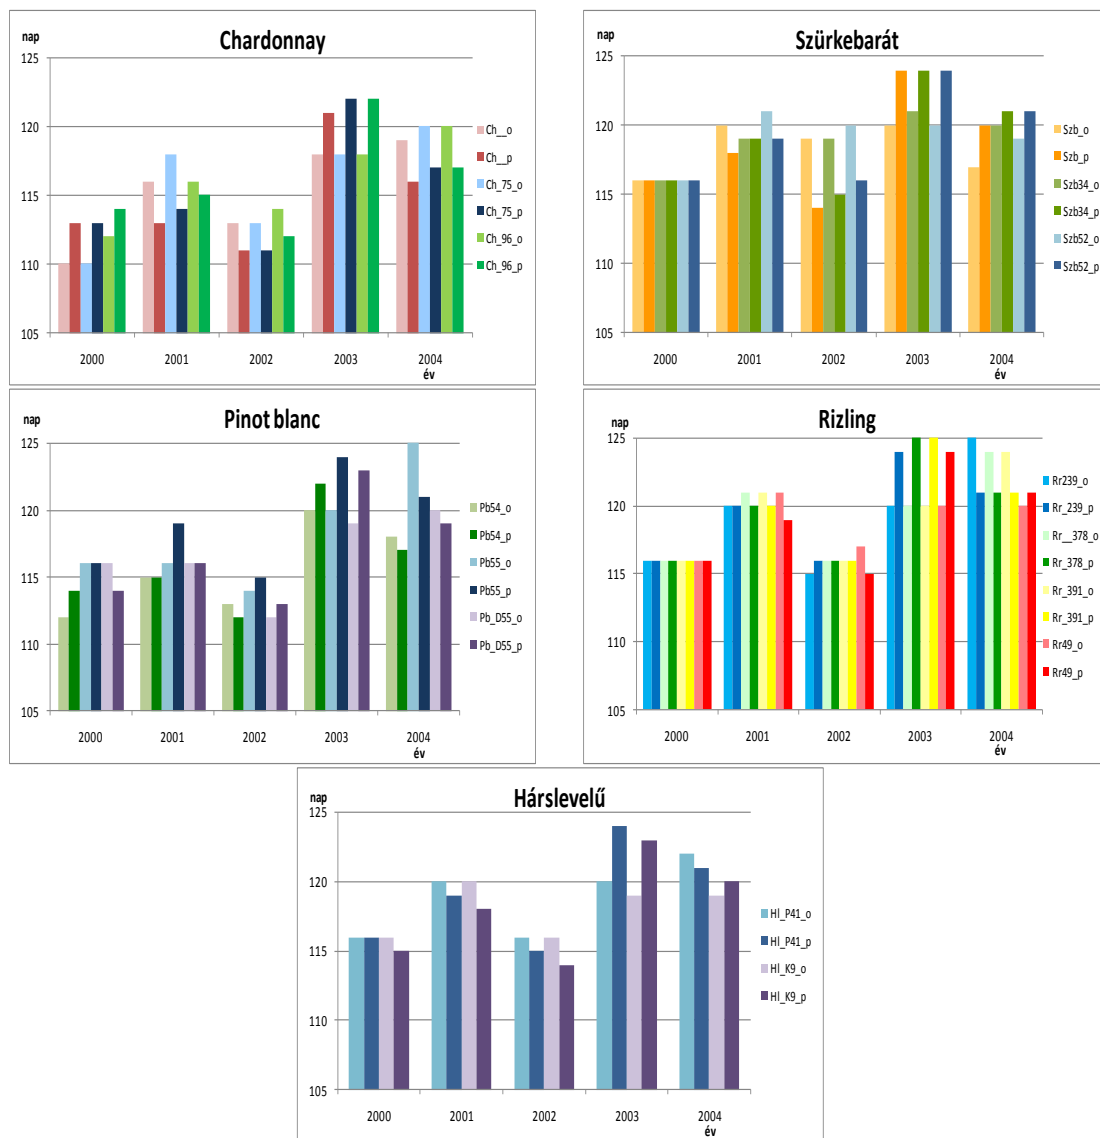 Chardonnay
nap
125
120
115
110
105
2000 2001 2002 2003 2004
év
Ch__o
Ch__p
Ch_75_o
Ch_75_p
Ch_96_o
Ch_96_p
Szürkebarát
nap
125
120
115
110
105
2000 2001 2002 2003 2004
év
Szb_o
Szb_p
Szb34_o
Szb34_p
Szb52_o
Szb52_p
Pinot blanc
nap
125
120
115
110
105
2000 2001 2002 2003 2004
év
Pb54_o
Pb54_p
Pb55_o
Pb55_p
Pb_D55_o
Pb_D55_p
Rizling
nap
125
120
115
110
105
2000 2001 2002 2003 2004
év
Rr239_o
Rr_239_p
Rr__378_o
Rr_378_p
Rr_391_o
Rr_391_p
Rr49_o
Rr49_p
Hárslevelű
nap
125
120
115
110
105
2000 2001 2002 2003 2004
év
Hl_P41_o
Hl_P41_p
Hl_K9_o
Hl_K9_p